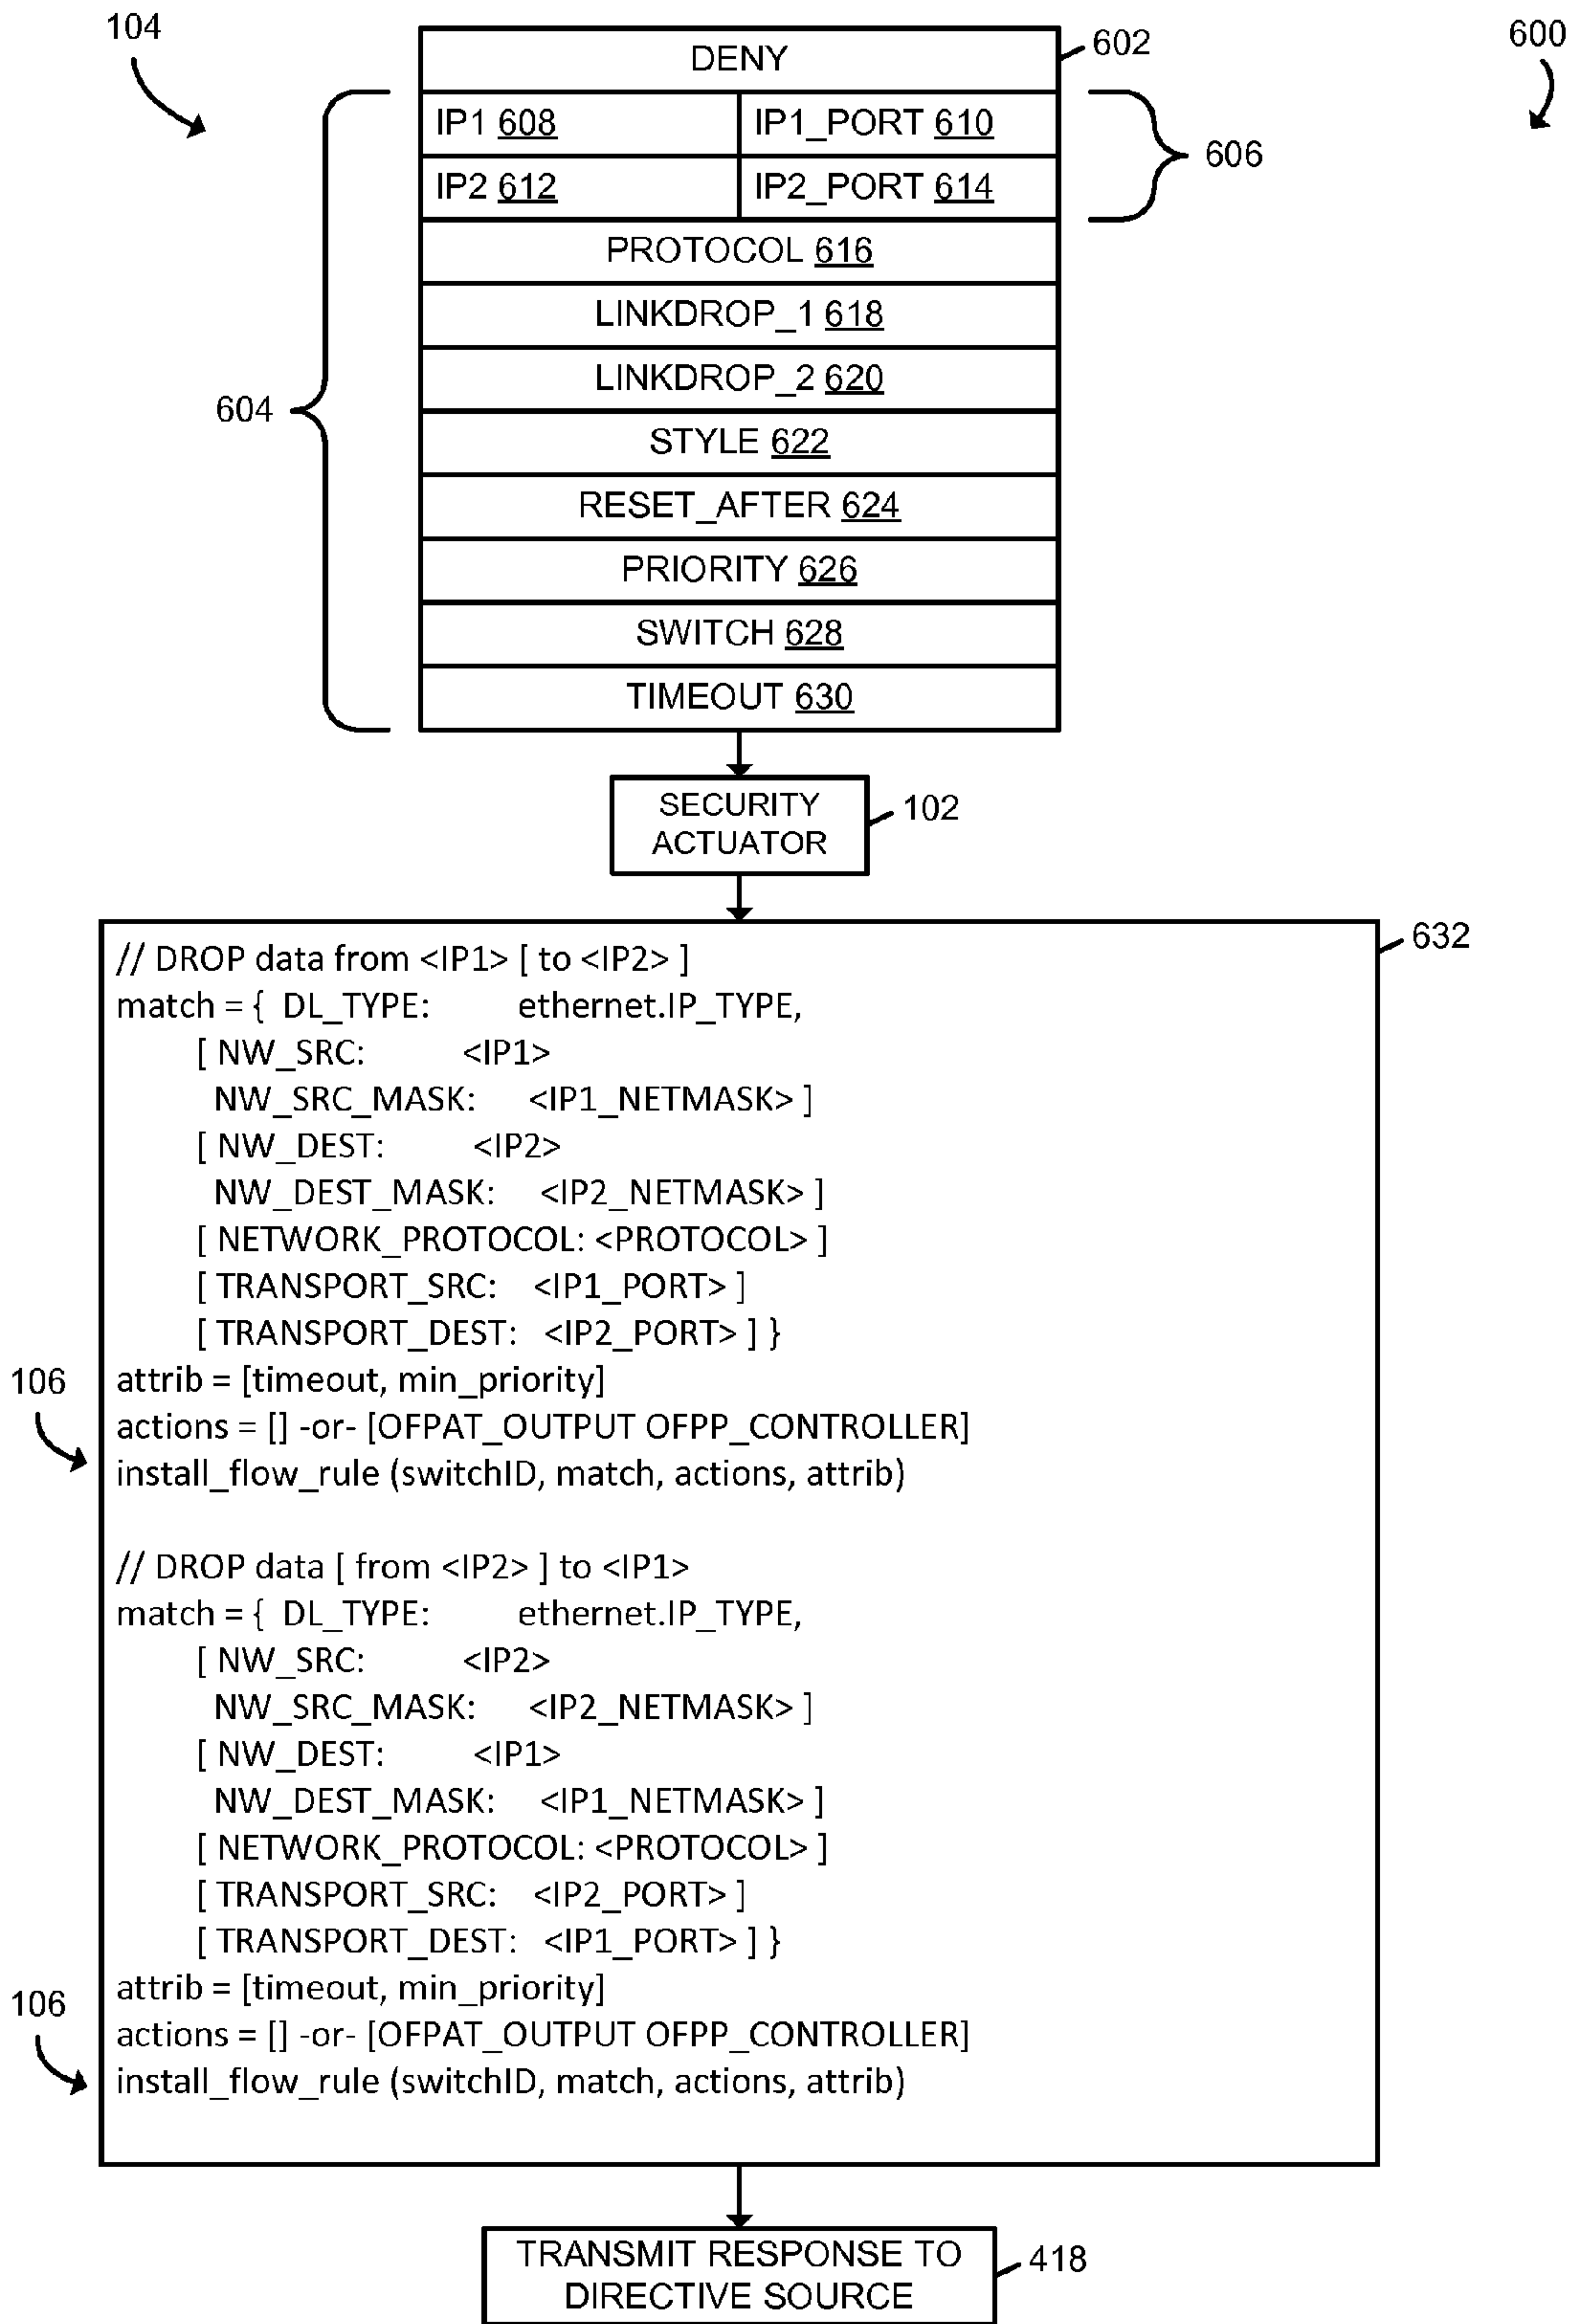 104
600
DENY
602
IP1 608
IP1_PORT 610
606
IP2 612
IP2_PORT 614
PROTOCOL 616
LINKDROP_1 618
LINKDROP_2 620
604
STYLE 622
RESET_AFTER 624
PRIORITY 626
SWITCH 628
TIMEOUT 630
SECURITY
ACTUATOR
102
632
// DROP data from <IP1> [ to <IP2> ]
match = { DL_TYPE: ethernet.IP_TYPE,
[ NW_SRC: <IP1>
NW_SRC_MASK: <IP1_NETMASK> ]
[ NW_DEST: <IP2>
NW_DEST_MASK: <IP2_NETMASK> ]
[ NETWORK_PROTOCOL: <PROTOCOL> ]
[ TRANSPORT_SRC: <IP1_PORT> ]
[ TRANSPORT_DEST: <IP2_PORT> ] }
106
attrib = [timeout, min_priority]
actions = [] -or- [OFPAT_OUTPUT OFPP_CONTROLLER]
install_flow_rule (switchID, match, actions, attrib)
// DROP data [ from <IP2> ] to <IP1>
match = { DL_TYPE: ethernet.IP_TYPE,
[ NW_SRC: <IP2>
NW_SRC_MASK: <IP2_NETMASK> ]
[ NW_DEST: <IP1>
NW_DEST_MASK: <IP1_NETMASK> ]
[ NETWORK_PROTOCOL: <PROTOCOL> ]
[ TRANSPORT_SRC: <IP2_PORT> ]
[ TRANSPORT_DEST: <IP1_PORT> ] }
attrib = [timeout, min_priority]
106
actions = [] -or- [OFPAT_OUTPUT OFPP_CONTROLLER]
install_flow_rule (switchID, match, actions, attrib)
TRANSMIT RESPONSE TO
DIRECTIVE SOURCE
418